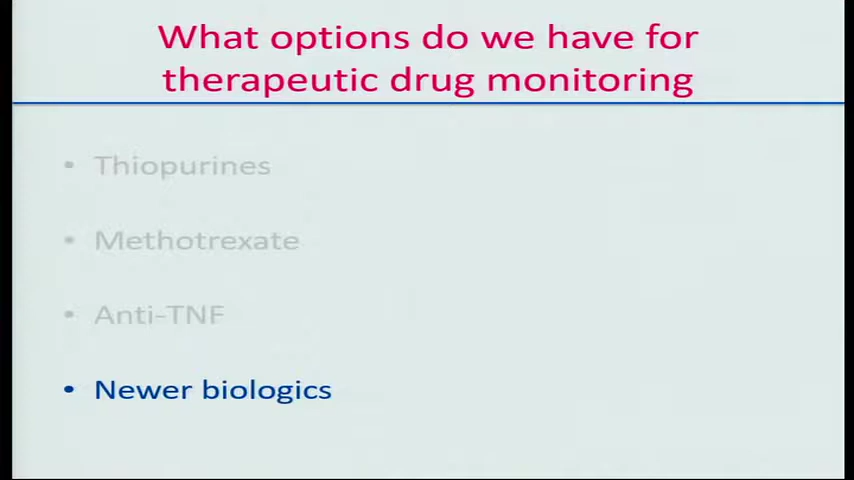 What options do we have for
therapeutic drug monitoring
• Thiopurines
• Methotrexate
• Anti-TNF
• Newer biologics